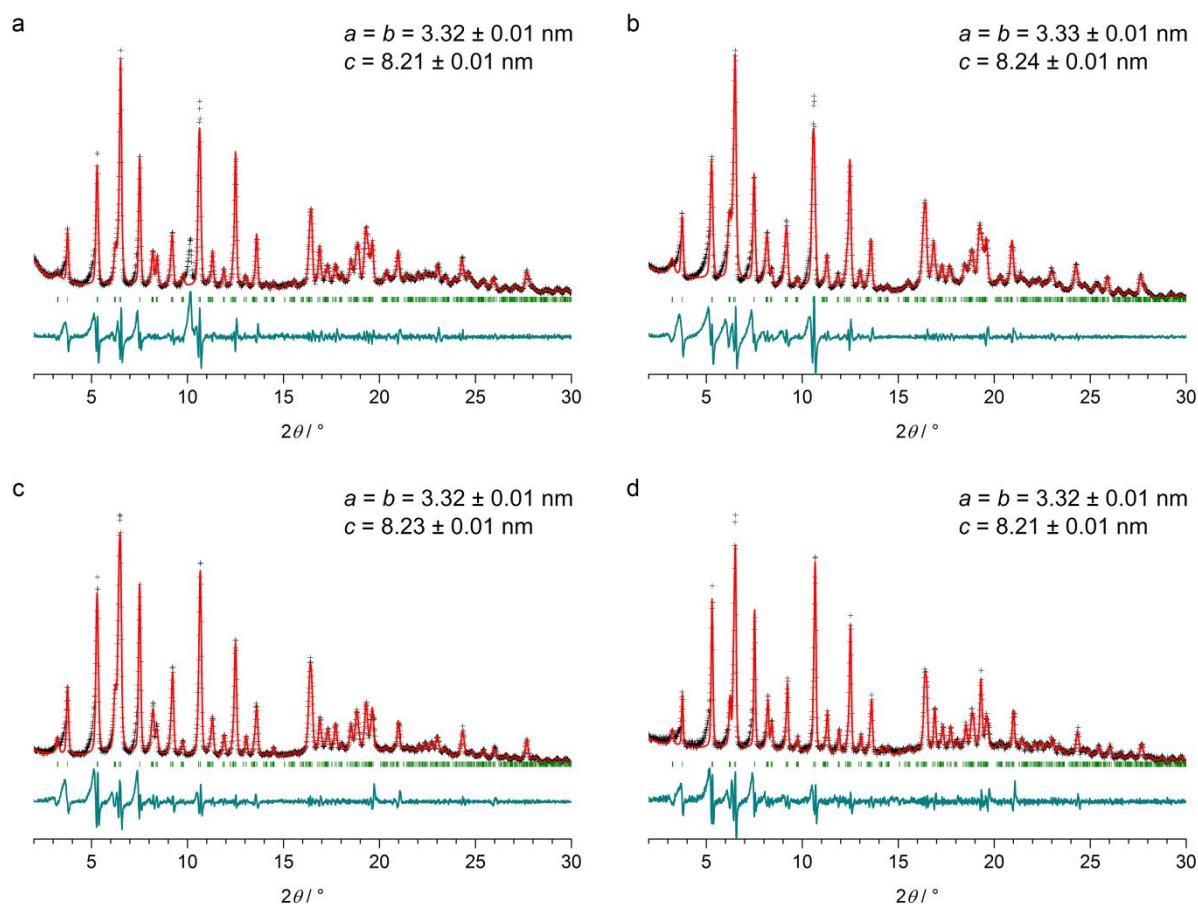 a
a = b = 3.32 ± 0.01 nm
c = 8.21 ± 0.01 nm
5 10 15 20 25 30
2θ / °
b
a = b = 3.33 ± 0.01 nm
c = 8.24 ± 0.01 nm
5 10 15 20 25 30
2θ / °
c
a = b = 3.32 ± 0.01 nm
c = 8.23 ± 0.01 nm
5 10 15 20 25 30
2θ / °
d
a = b = 3.32 ± 0.01 nm
c = 8.21 ± 0.01 nm
5 10 15 20 25 30
2θ / °